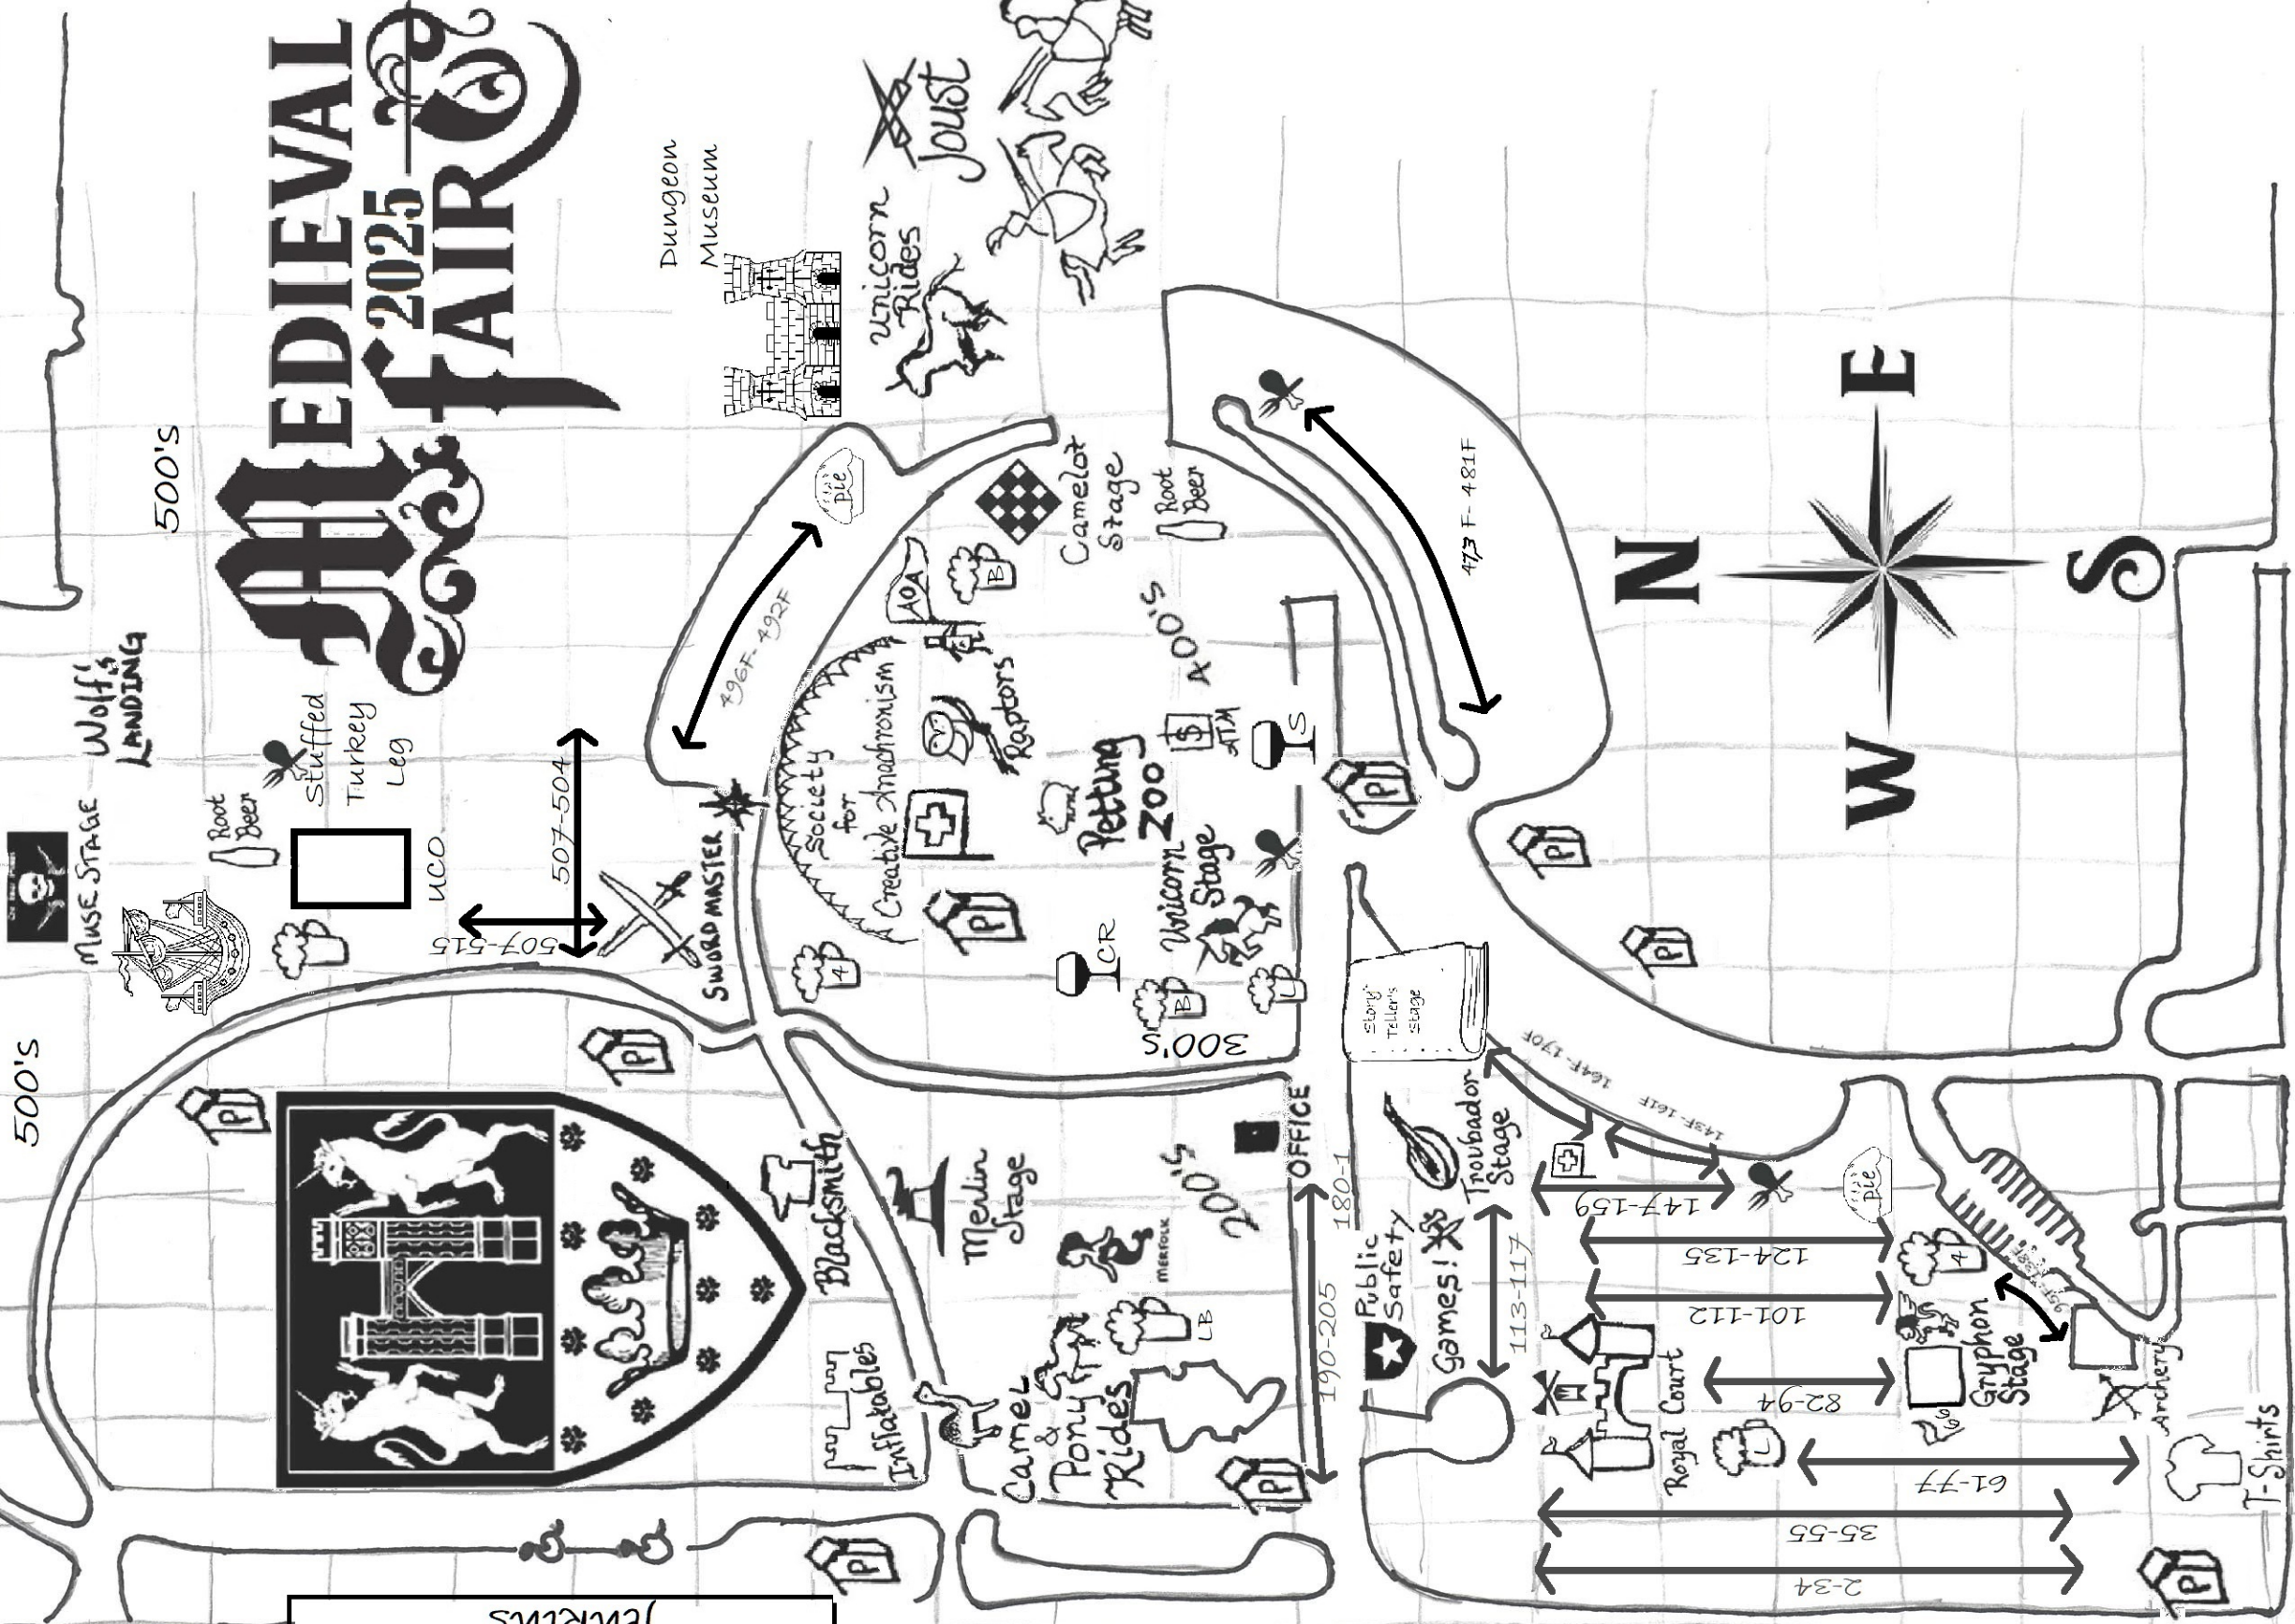 MEDIEVAL
2025
FAIR
500's
Wolf's
LANDING
MUSE STAGE
Root
Beer
Stuffed
Turkey
Leg
UCO
507-504
507-515
SWORD MASTER
500's
Dungeon
Museum
Joust
Unicorn
Rides
Pie
496F-492F
AOA
B
Camelot
Stage
Root
Beer
400's
Society
for
Creative Anachronism
Raptors
Petting
Zoo
$
ATM
S
Unicorn
Stage
4
P
CR
B
L
300's
473F-481F
P
P
P
Story
Teller's
Stage
N
E
S
W
P
P
Blacksmith
Inflatables
Merlin
Stage
MERFOLK
200's
OFFICE
LB
Camel
&
Pony
Rides
P
P
190-205
180-1
Public
Safety
Games!
Troubador
Stage
113-117
164F-170F
143F-161F
147-159
Pie
124-135
101-112
4
Royal Court
82-94
L
Gryphon
Stage
95F-98F
Archery
61-77
T-Shirts
35-55
2-34
P
Jenkins